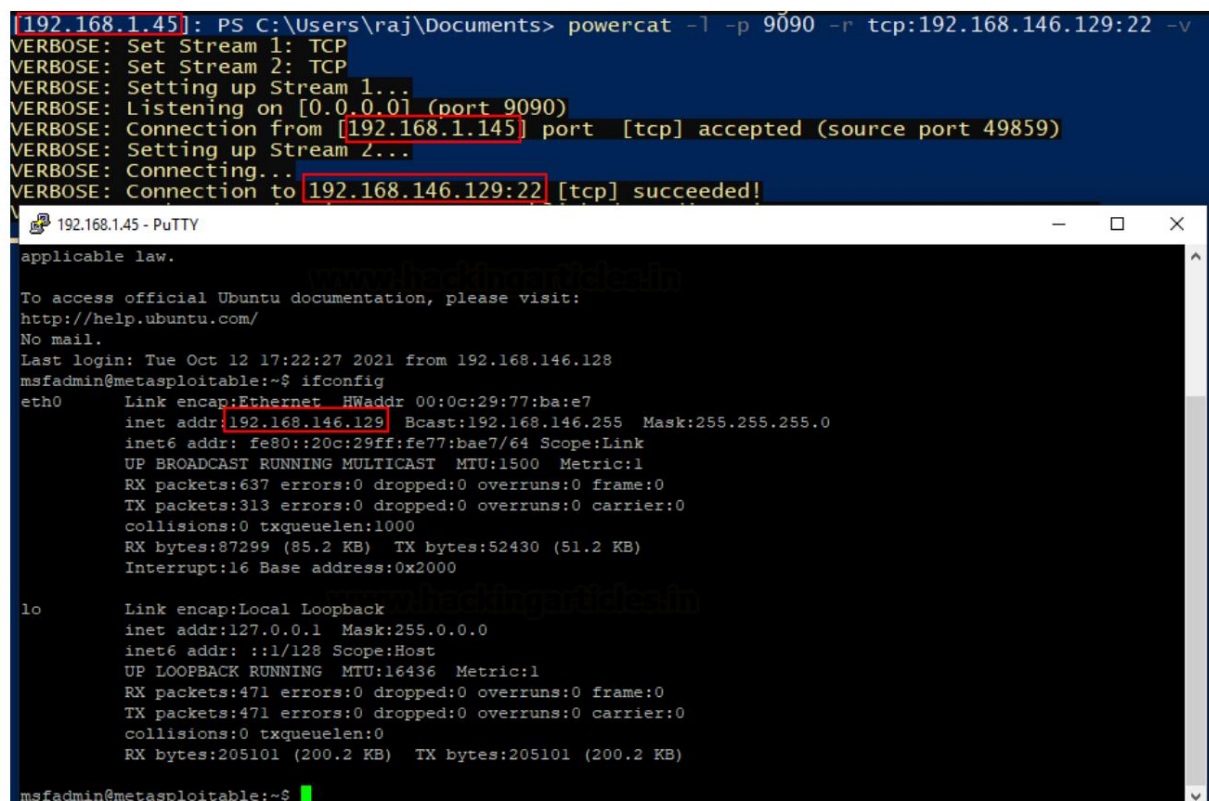 [192.168.1.45]: PS C:\Users\raj\Documents> powercat -l -p 9090 -r tcp:192.168.146.129:22 -v
VERBOSE: Set Stream 1: TCP
VERBOSE: Set Stream 2: TCP
VERBOSE: Setting up Stream 1...
VERBOSE: Listening on [0.0.0.0] (port 9090)
VERBOSE: Connection from [192.168.1.145] port  [tcp] accepted (source port 49859)
VERBOSE: Setting up Stream 2...
VERBOSE: Connecting...
VERBOSE: Connection to 192.168.146.129:22 [tcp] succeeded!
192.168.1.45 - PuTTY
applicable law.
www.hackingarticles.in
To access official Ubuntu documentation, please visit:
http://help.ubuntu.com/
No mail.
Last login: Tue Oct 12 17:22:27 2021 from 192.168.146.128
msfadmin@metasploitable:~$ ifconfig
eth0      Link encap:Ethernet  HWaddr 00:0c:29:77:ba:e7
          inet addr:192.168.146.129  Bcast:192.168.146.255  Mask:255.255.255.0
          inet6 addr: fe80::20c:29ff:fe77:bae7/64 Scope:Link
          UP BROADCAST RUNNING MULTICAST  MTU:1500  Metric:1
          RX packets:637 errors:0 dropped:0 overruns:0 frame:0
          TX packets:313 errors:0 dropped:0 overruns:0 carrier:0
          collisions:0 txqueuelen:1000
          RX bytes:87299 (85.2 KB)  TX bytes:52430 (51.2 KB)
          Interrupt:16 Base address:0x2000
www.hackingarticles.in
lo        Link encap:Local Loopback
          inet addr:127.0.0.1  Mask:255.0.0.0
          inet6 addr: ::1/128 Scope:Host
          UP LOOPBACK RUNNING  MTU:16436  Metric:1
          RX packets:471 errors:0 dropped:0 overruns:0 frame:0
          TX packets:471 errors:0 dropped:0 overruns:0 carrier:0
          collisions:0 txqueuelen:0
          RX bytes:205101 (200.2 KB)  TX bytes:205101 (200.2 KB)
msfadmin@metasploitable:~$